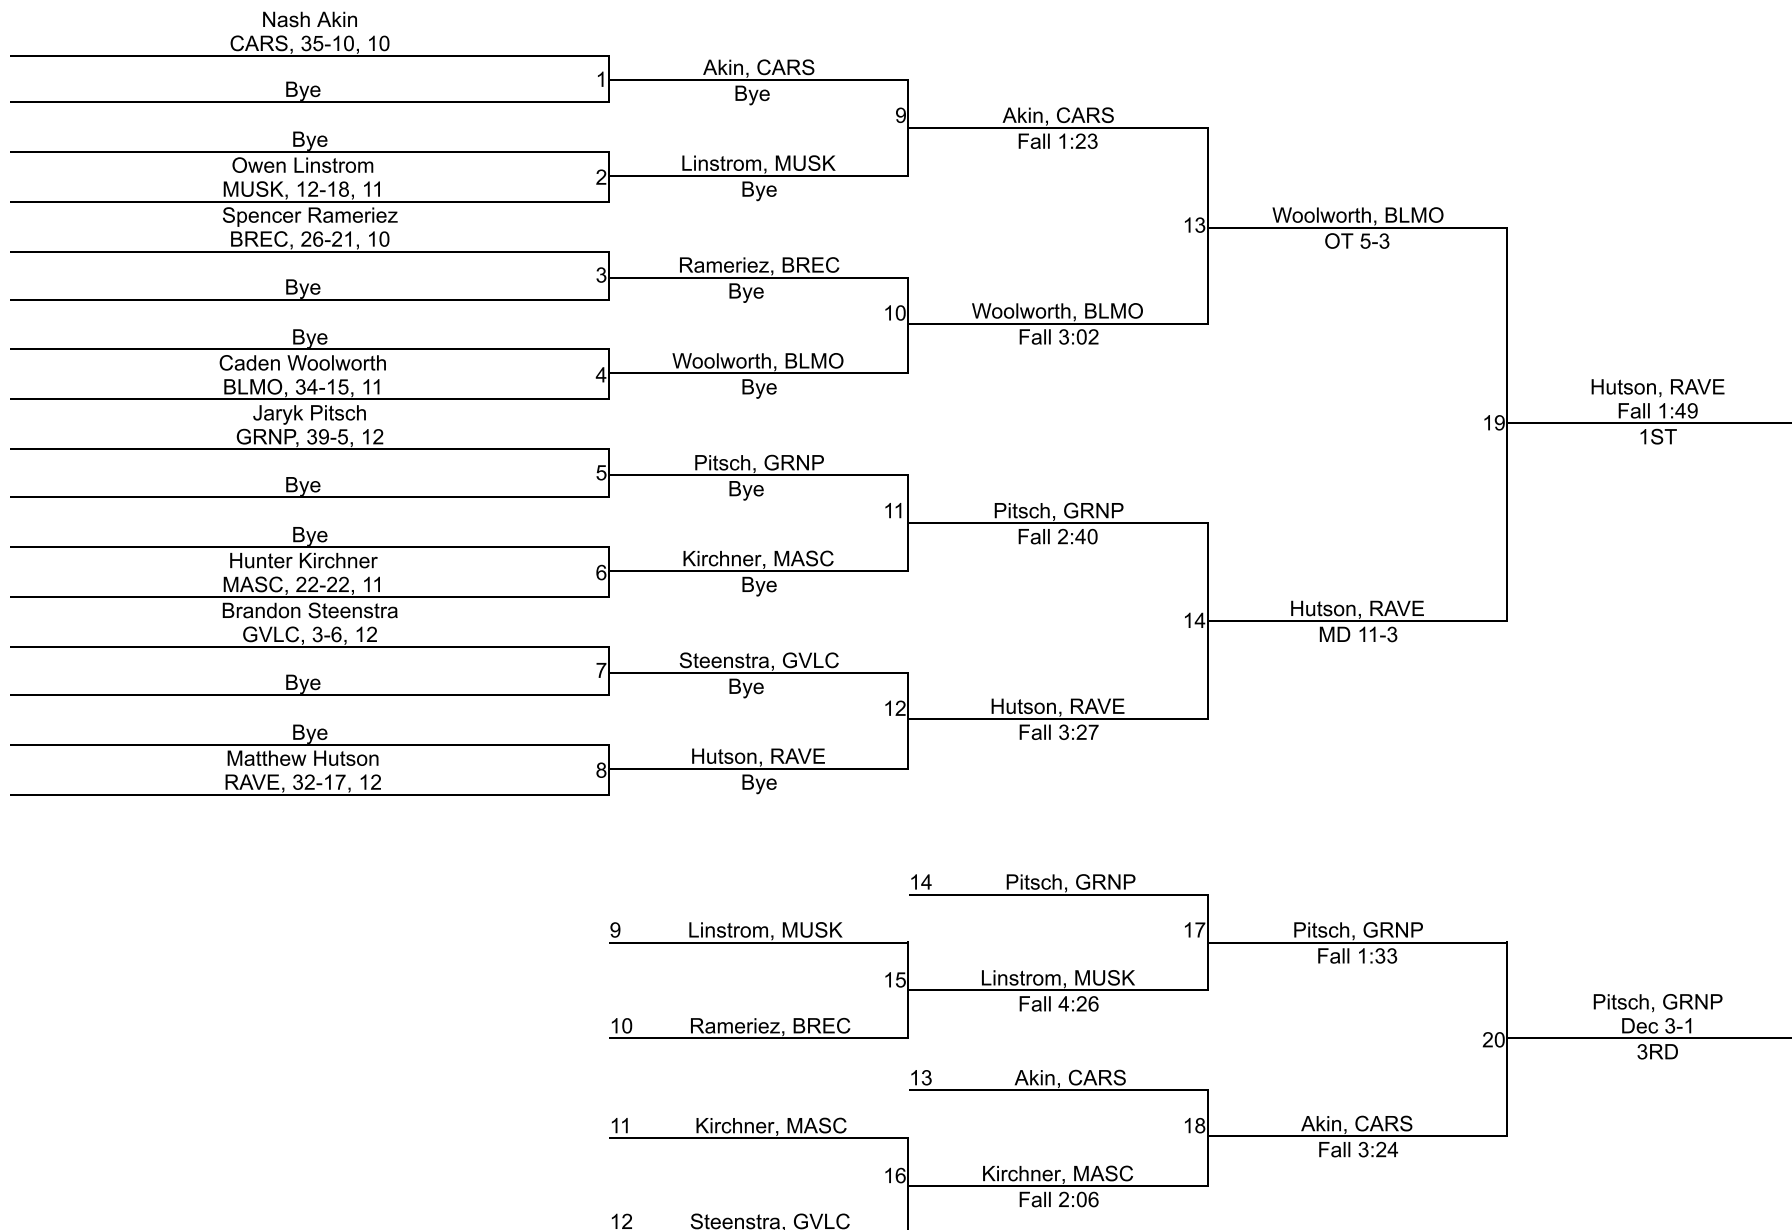 Nash Akin
CARS, 35-10, 10
Bye
1
Bye
Owen Linstrom
MUSK, 12-18, 11
2
Spencer Rameriez
BREC, 26-21, 10
Bye
3
Bye
Caden Woolworth
BLMO, 34-15, 11
4
Jaryk Pitsch
GRNP, 39-5, 12
Bye
5
Bye
Hunter Kirchner
MASC, 22-22, 11
6
Brandon Steenstra
GVLC, 3-6, 12
Bye
7
Bye
Matthew Hutson
RAVE, 32-17, 12
8
Akin, CARS
Bye
9
Linstrom, MUSK
Bye
Rameriez, BREC
Bye
10
Woolworth, BLMO
Bye
Pitsch, GRNP
Bye
11
Kirchner, MASC
Bye
Steenstra, GVLC
Bye
12
Hutson, RAVE
Bye
Akin, CARS
Fall 1:23
13
Woolworth, BLMO
Fall 3:02
Pitsch, GRNP
Fall 2:40
14
Hutson, RAVE
Fall 3:27
Woolworth, BLMO
OT 5-3
19
Hutson, RAVE
MD 11-3
Hutson, RAVE
Fall 1:49
1ST
14 Pitsch, GRNP
9 Linstrom, MUSK
17
15
Linstrom, MUSK
Fall 4:26
10 Rameriez, BREC
13 Akin, CARS
11 Kirchner, MASC
18
16
Kirchner, MASC
Fall 2:06
12 Steenstra, GVLC
Pitsch, GRNP
Fall 1:33
20
Akin, CARS
Fall 3:24
Pitsch, GRNP
Dec 3-1
3RD